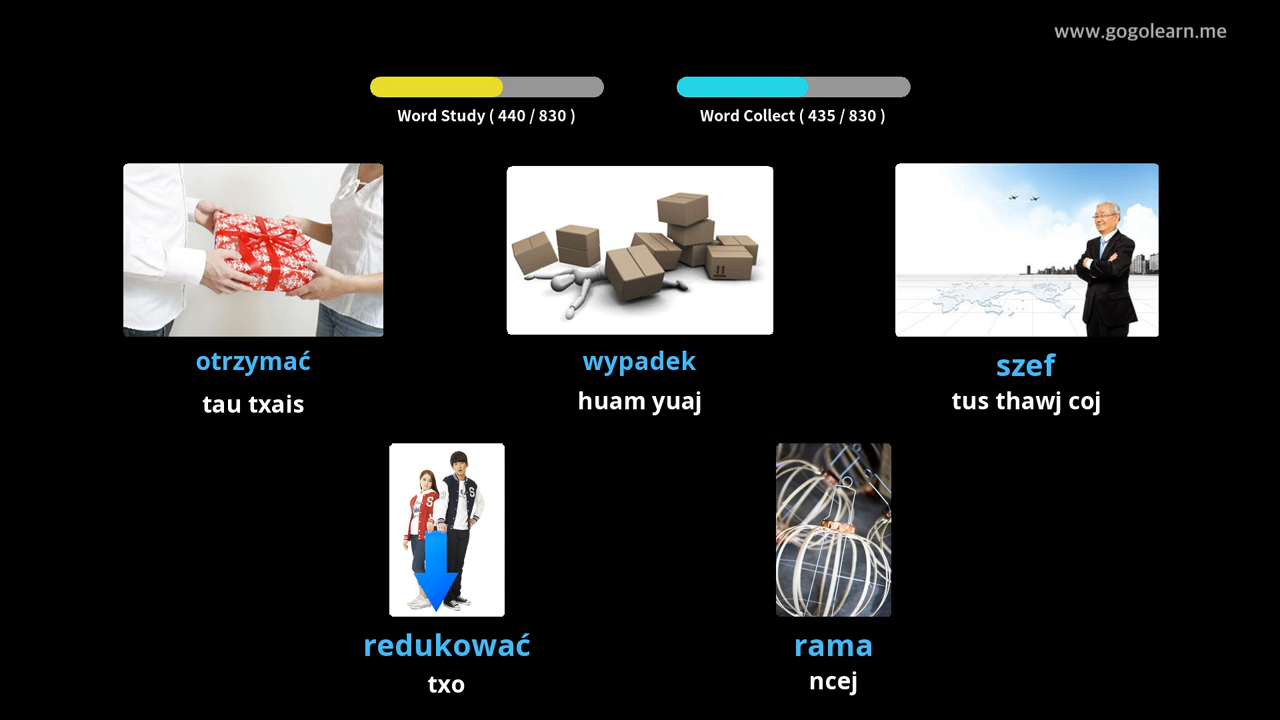 www.gogolearn.me
Word Study ( 440 / 830 )
Word Collect ( 435 / 830 )
otrzymać
tau txais
wypadek
huam yuaj
szef
tus thawj coj
redukować
txo
rama
ncej